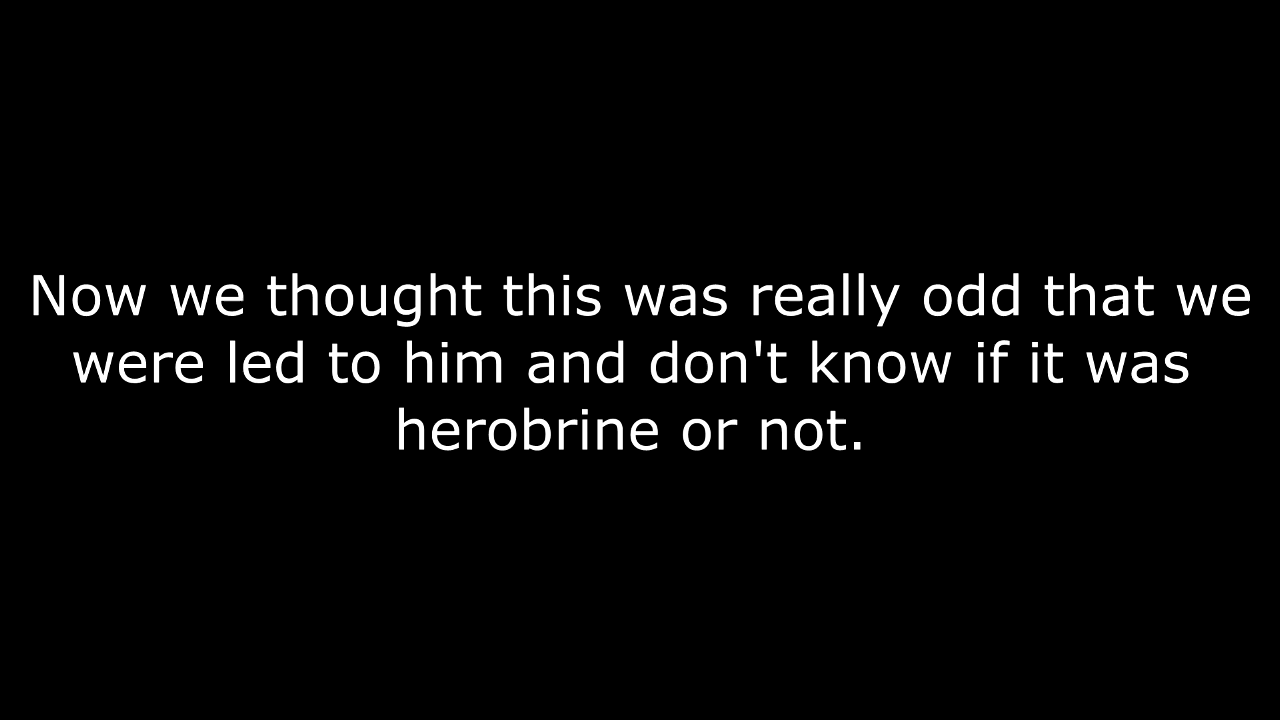 Now we thought this was really odd that we
were led to him and don't know if it was
herobrine or not.